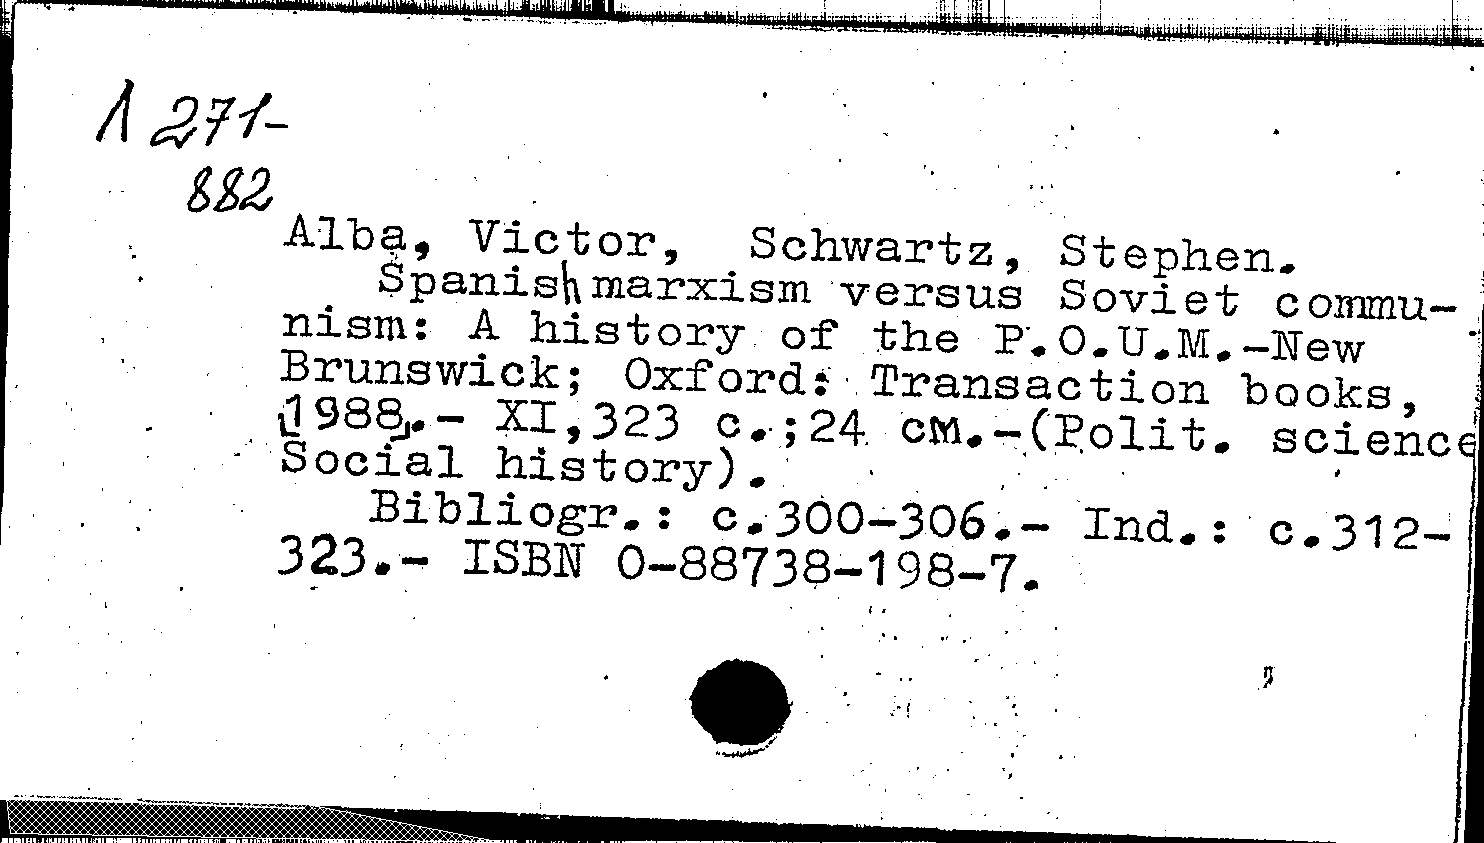 Λ 271-
882
Alba, Victor, Schwartz, Stephen.
Spanish marxism versus Soviet commu-
nism: A history of the P.O.U.M.-New
Brunswick; Oxford: Transaction books,
[1988].- XI,323 c.;24 см.-(Polit. science
Social history).
Bibliogr.: c.300-306.- Ind.: c.312-
323.- ISBN 0-88738-198-7.